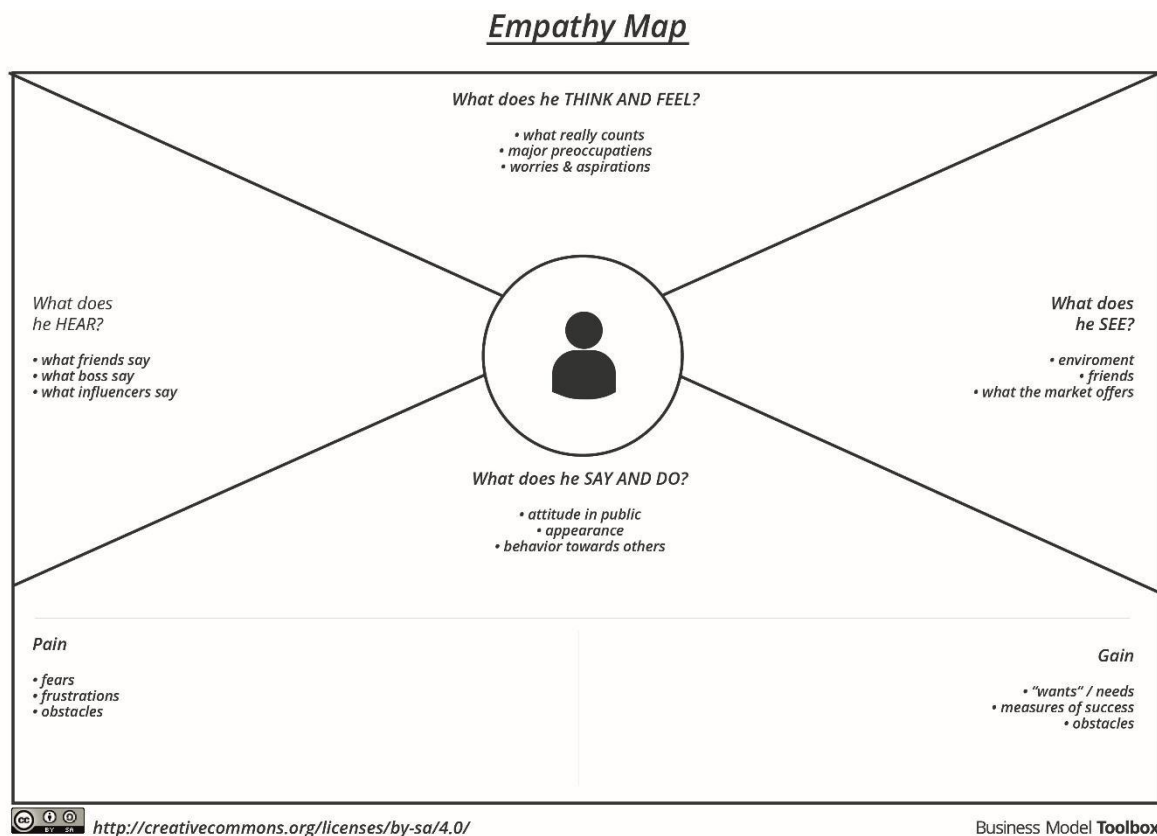 Empathy Map
What does he THINK AND FEEL?
• what really counts
• major preoccupatiens
• worries & aspirations
What does
he HEAR?
• what friends say
• what boss say
• what influencers say
What does
he SEE?
• enviroment
• friends
• what the market offers
What does he SAY AND DO?
• attitude in public
• appearance
• behavior towards others
Pain
• fears
• frustrations
• obstacles
Gain
• “wants” / needs
• measures of success
• obstacles
cc BY SA
http://creativecommons.org/licenses/by-sa/4.0/
Business Model Toolbox